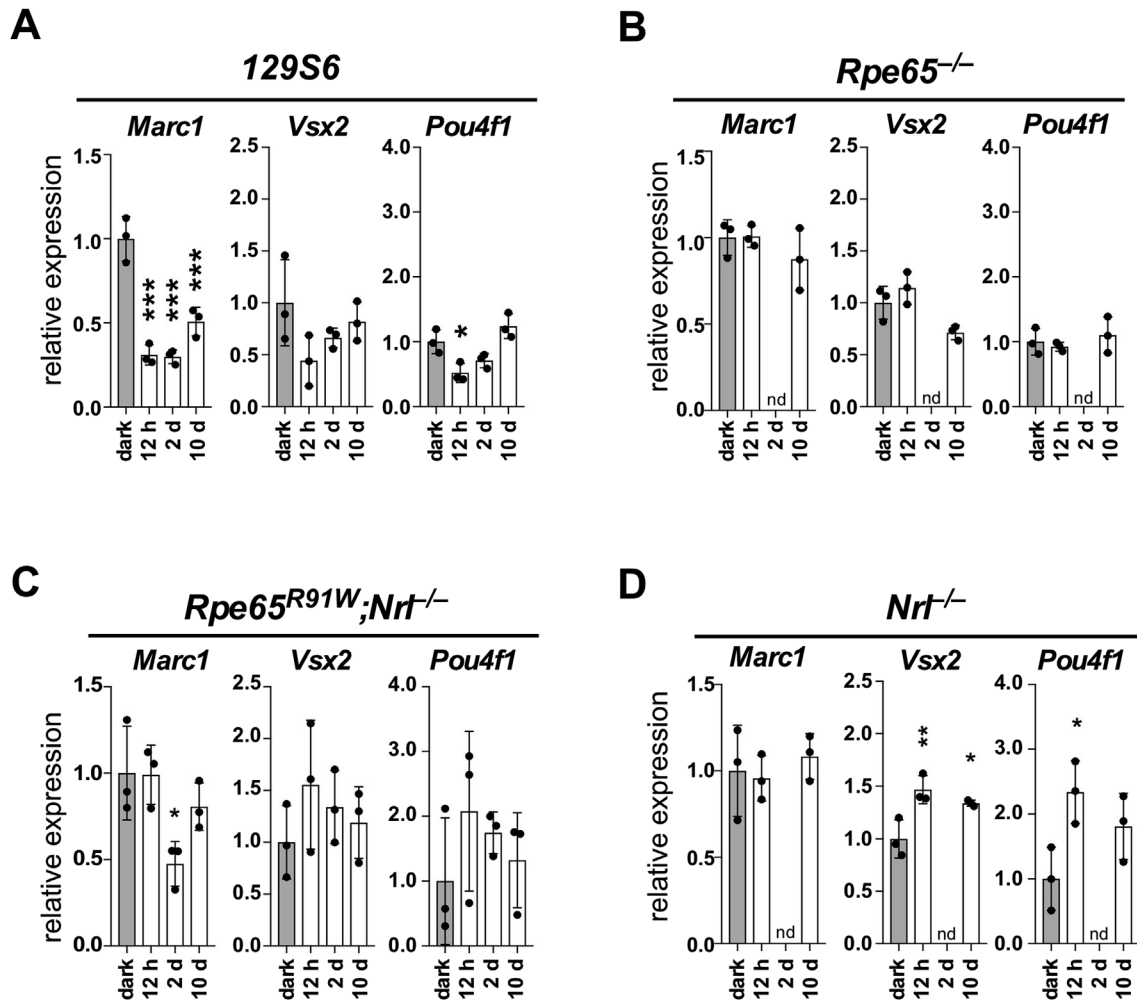 A
129S6
Marc1 Vsx2 Pou4f1
relative expression
1.5
1.0
0.5
0.0
*** *** ***
dark 12 h 2 d 10 d
2.5
2.0
1.5
1.0
0.5
0.0
dark 12 h 2 d 10 d
4.0
3.0
2.0
1.0
0.0
*
dark 12 h 2 d 10 d
B
Rpe65–/–
Marc1 Vsx2 Pou4f1
relative expression
1.5
1.0
0.5
0.0
nd
dark 12 h 2 d 10 d
2.5
2.0
1.5
1.0
0.5
0.0
nd
dark 12 h 2 d 10 d
4.0
3.0
2.0
1.0
0.0
nd
dark 12 h 2 d 10 d
C
Rpe65R91W;Nrl–/–
Marc1 Vsx2 Pou4f1
relative expression
1.5
1.0
0.5
0.0
*
dark 12 h 2 d 10 d
2.5
2.0
1.5
1.0
0.5
0.0
dark 12 h 2 d 10 d
4.0
3.0
2.0
1.0
0.0
dark 12 h 2 d 10 d
D
Nrl–/–
Marc1 Vsx2 Pou4f1
relative expression
1.5
1.0
0.5
0.0
nd
dark 12 h 2 d 10 d
2.5
2.0
1.5
1.0
0.5
0.0
** *
nd
dark 12 h 2 d 10 d
4.0
3.0
2.0
1.0
0.0
*
nd
dark 12 h 2 d 10 d